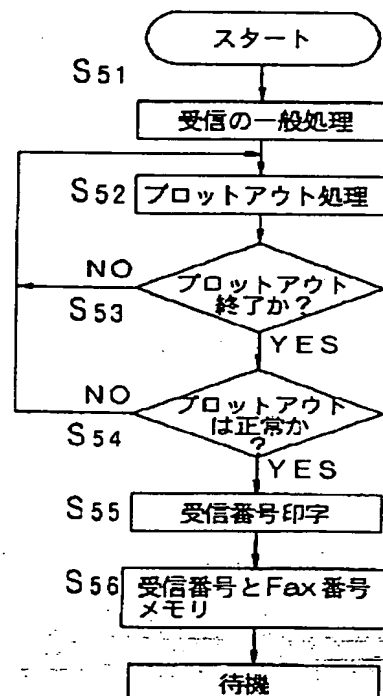 スタート
S51
受信の一般処理
S52
プロットアウト処理
NO
プロットアウト
終了か?
S53
YES
NO
プロットアウト
は正常か
?
S54
YES
S55
受信番号印字
S56
受信番号とFax番号
メモリ
待機